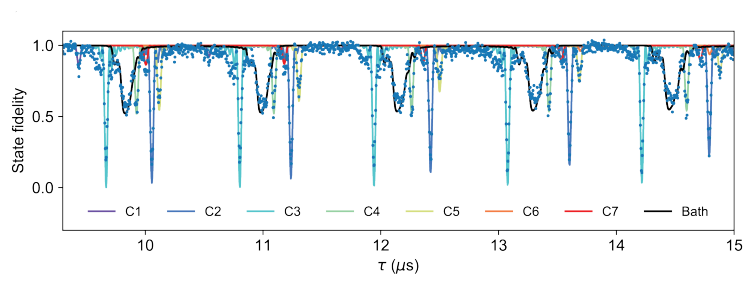 1.0
0.5
0.0
State fidelity
C1 C2 C3 C4 C5 C6 C7 Bath
10 11 12 13 14 15
τ (μs)